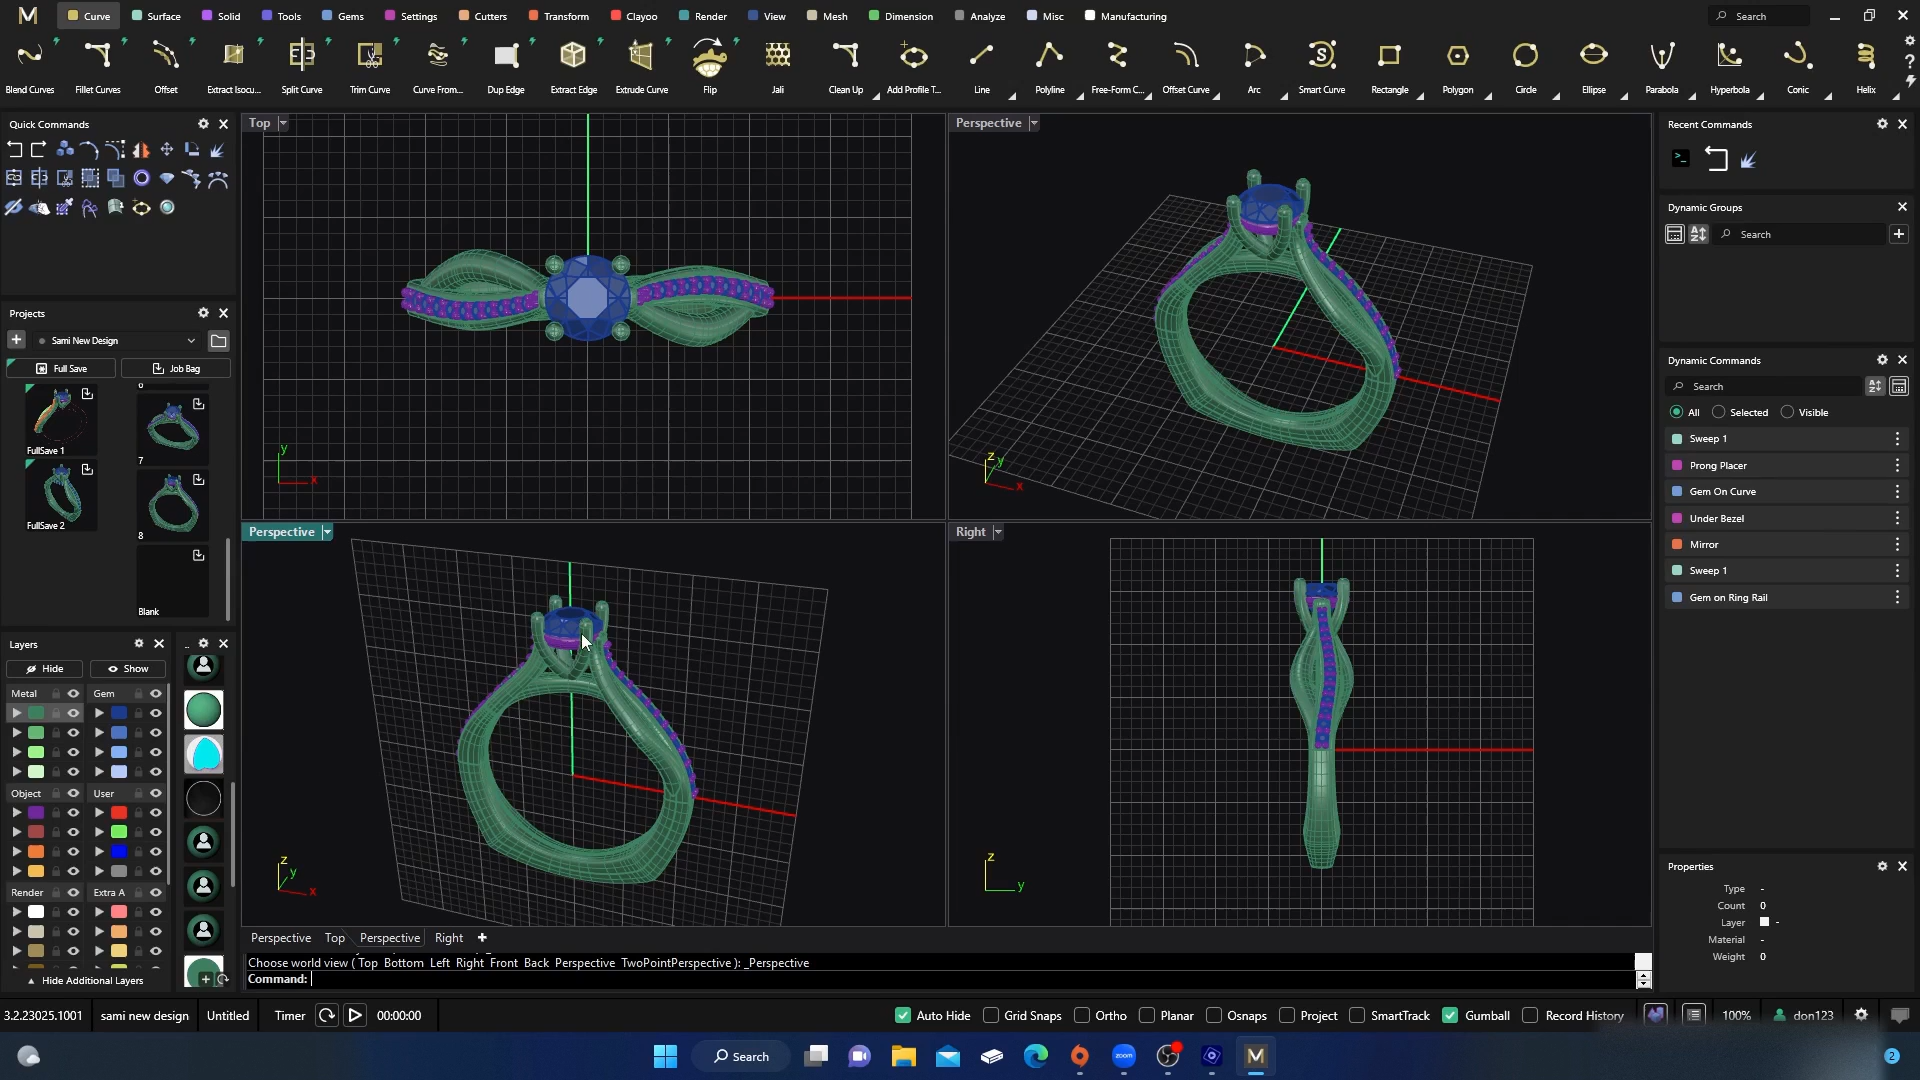 Curve Surface Solid Tools Gems Settings Cutters Transform Clayoo Render View Mesh Dimension Analyze Misc Manufacturing Search
Blend Curves Fillet Curves Offset Extract Isocu... Split Curve Trim Curve Curve From... Dup Edge Extract Edge Extrude Curve Flip Jali Clean Up Add Profile T... Line Polyline Free-Form C... Offset Curve Arc Smart Curve Rectangle Polygon Circle Ellipse Parabola Hyperbola Conic Helix
Quick Commands
Projects
Sami New Design
Full Save Job Bag
6
FullSave 1
7
FullSave 2
8
Blank
Layers
Hide Show
Metal Gem
Object User
Render Extra A
Hide Additional Layers
Top
y
x
Perspective
z
y
x
Perspective
z
y
x
Right
z
y
Perspective Top Perspective Right
Choose world view ( Top Bottom Left Right Front Back Perspective TwoPointPerspective ): _Perspective
Command:
Recent Commands
Dynamic Groups
Search
Dynamic Commands
Search
All Selected Visible
Sweep 1
Prong Placer
Gem On Curve
Under Bezel
Mirror
Sweep 1
Gem on Ring Rail
Properties
Type -
Count 0
Layer -
Material -
Weight 0
3.2.23025.1001 sami new design Untitled Timer 00:00:00 Auto Hide Grid Snaps Ortho Planar Osnaps Project SmartTrack Gumball Record History 100% don123
Search
zoom
M
2